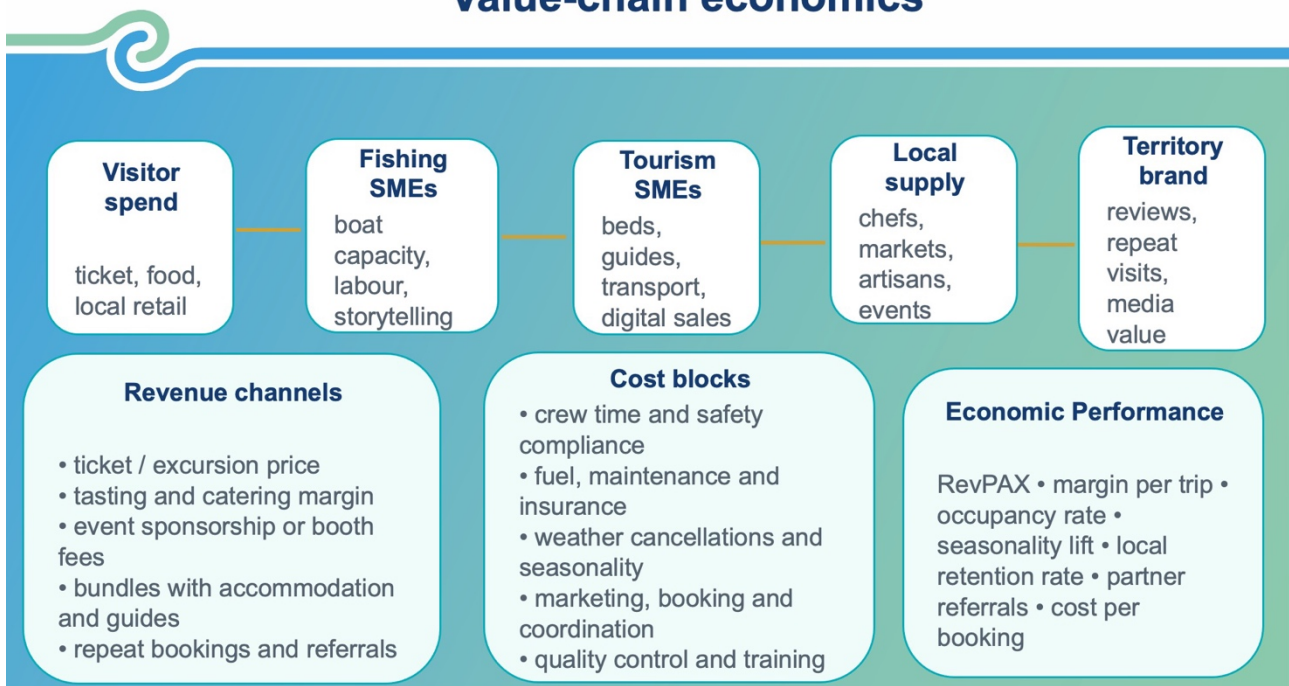 value-chain economics
Visitor
spend
ticket, food,
local retail
Fishing
SMEs
boat
capacity,
labour,
storytelling
Tourism
SMEs
beds,
guides,
transport,
digital sales
Local
supply
chefs,
markets,
artisans,
events
Territory
brand
reviews,
repeat
visits,
media
value
Revenue channels
• ticket / excursion price
• tasting and catering margin
• event sponsorship or booth
fees
• bundles with accommodation
and guides
• repeat bookings and referrals
Cost blocks
• crew time and safety
compliance
• fuel, maintenance and
insurance
• weather cancellations and
seasonality
• marketing, booking and
coordination
• quality control and training
Economic Performance
RevPAX • margin per trip •
occupancy rate •
seasonality lift • local
retention rate • partner
referrals • cost per
booking